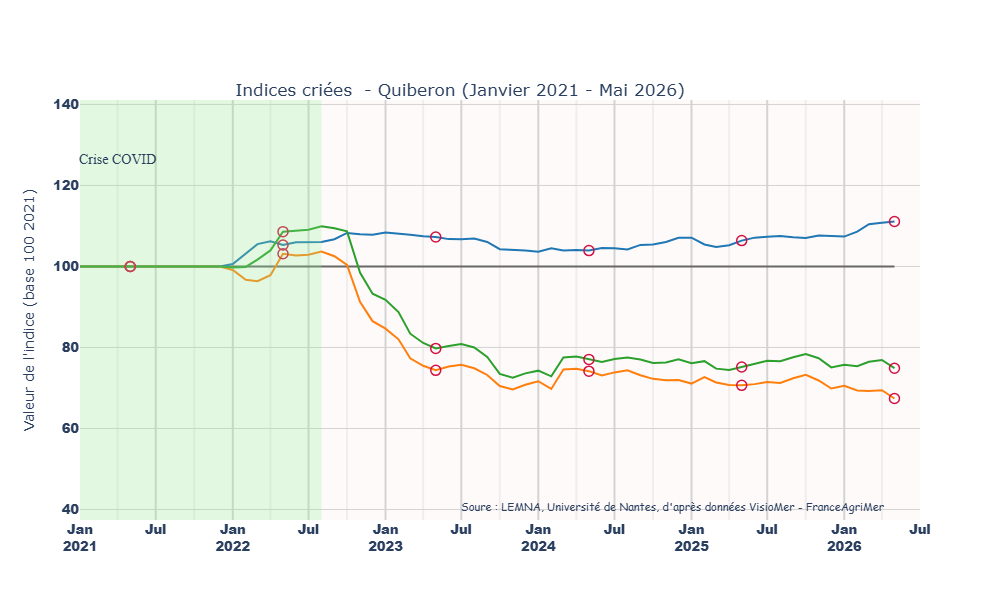 Indices criées - Quiberon (Janvier 2021 - Mai 2026)
Valeur de l'indice (base 100 2021)
140
120
100
80
60
40
Crise COVID
Soure : LEMNA, Université de Nantes, d'après données VisioMer - FranceAgriMer
Jan Jul Jan Jul Jan Jul Jan Jul Jan Jul Jan Jul
2021 2022 2023 2024 2025 2026